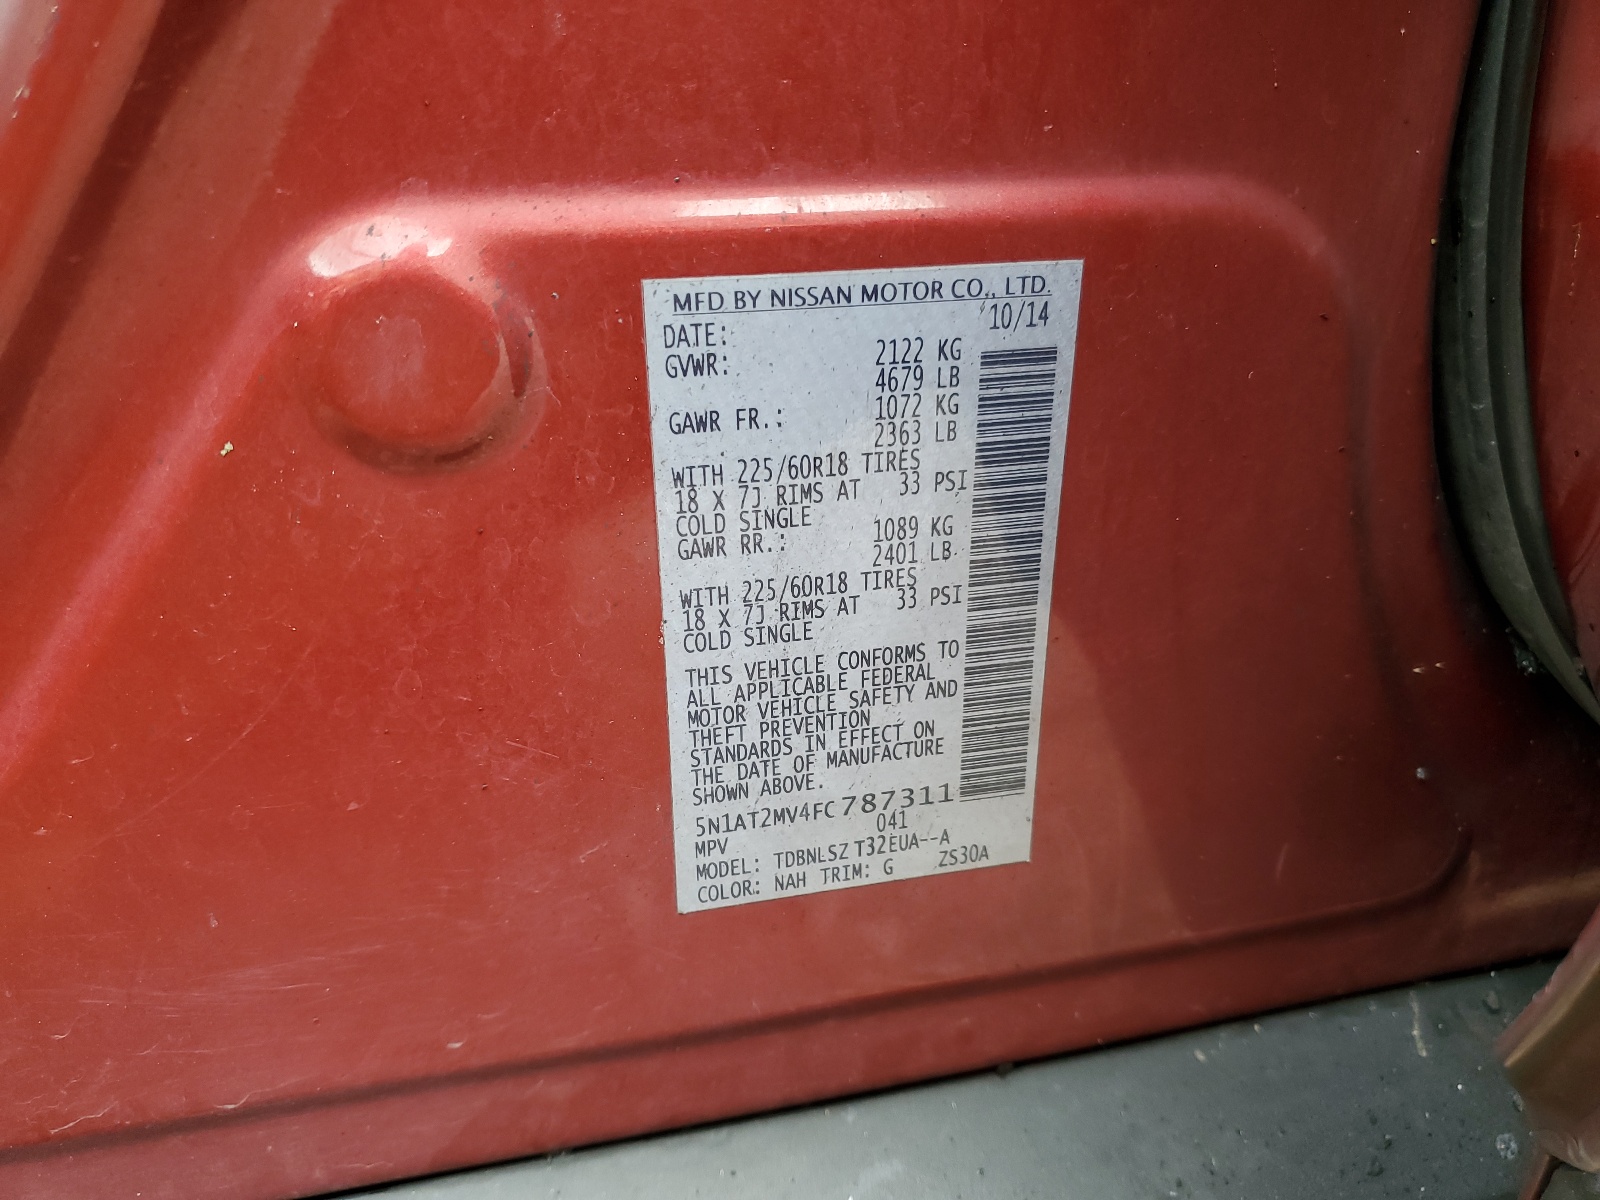 MFD BY NISSAN MOTOR CO., LTD.
DATE: 10/14
GVWR: 2122 KG
4679 LB
GAWR FR.: 1072 KG
2363 LB
WITH 225/60R18 TIRES
18 X 7J RIMS AT 33 PSI
COLD SINGLE
GAWR RR.: 1089 KG
2401 LB
WITH 225/60R18 TIRES
18 X 7J RIMS AT 33 PSI
COLD SINGLE
THIS VEHICLE CONFORMS TO
ALL APPLICABLE FEDERAL
MOTOR VEHICLE SAFETY AND
THEFT PREVENTION
STANDARDS IN EFFECT ON
THE DATE OF MANUFACTURE
SHOWN ABOVE.
5N1AT2MV4FC787311
MPV 041
MODEL: TDBNLSZ T32EUA--A
COLOR: NAH TRIM: G ZS30A